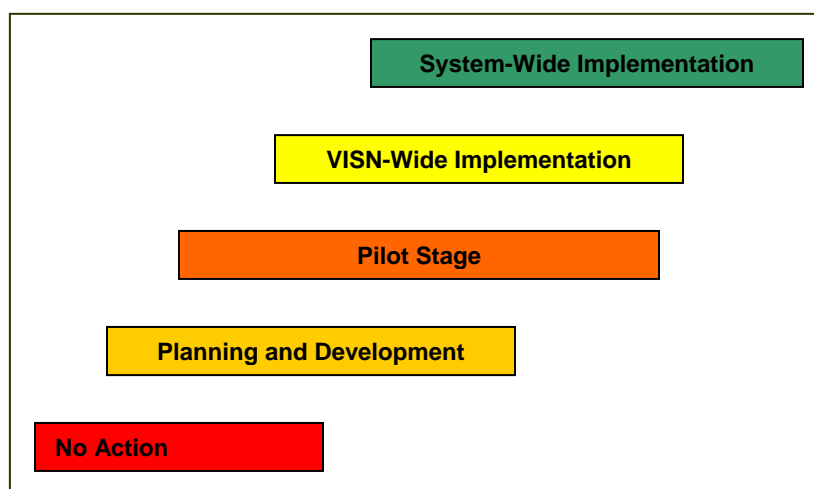 System-Wide Implementation
VISN-Wide Implementation
Pilot Stage
Planning and Development
No Action